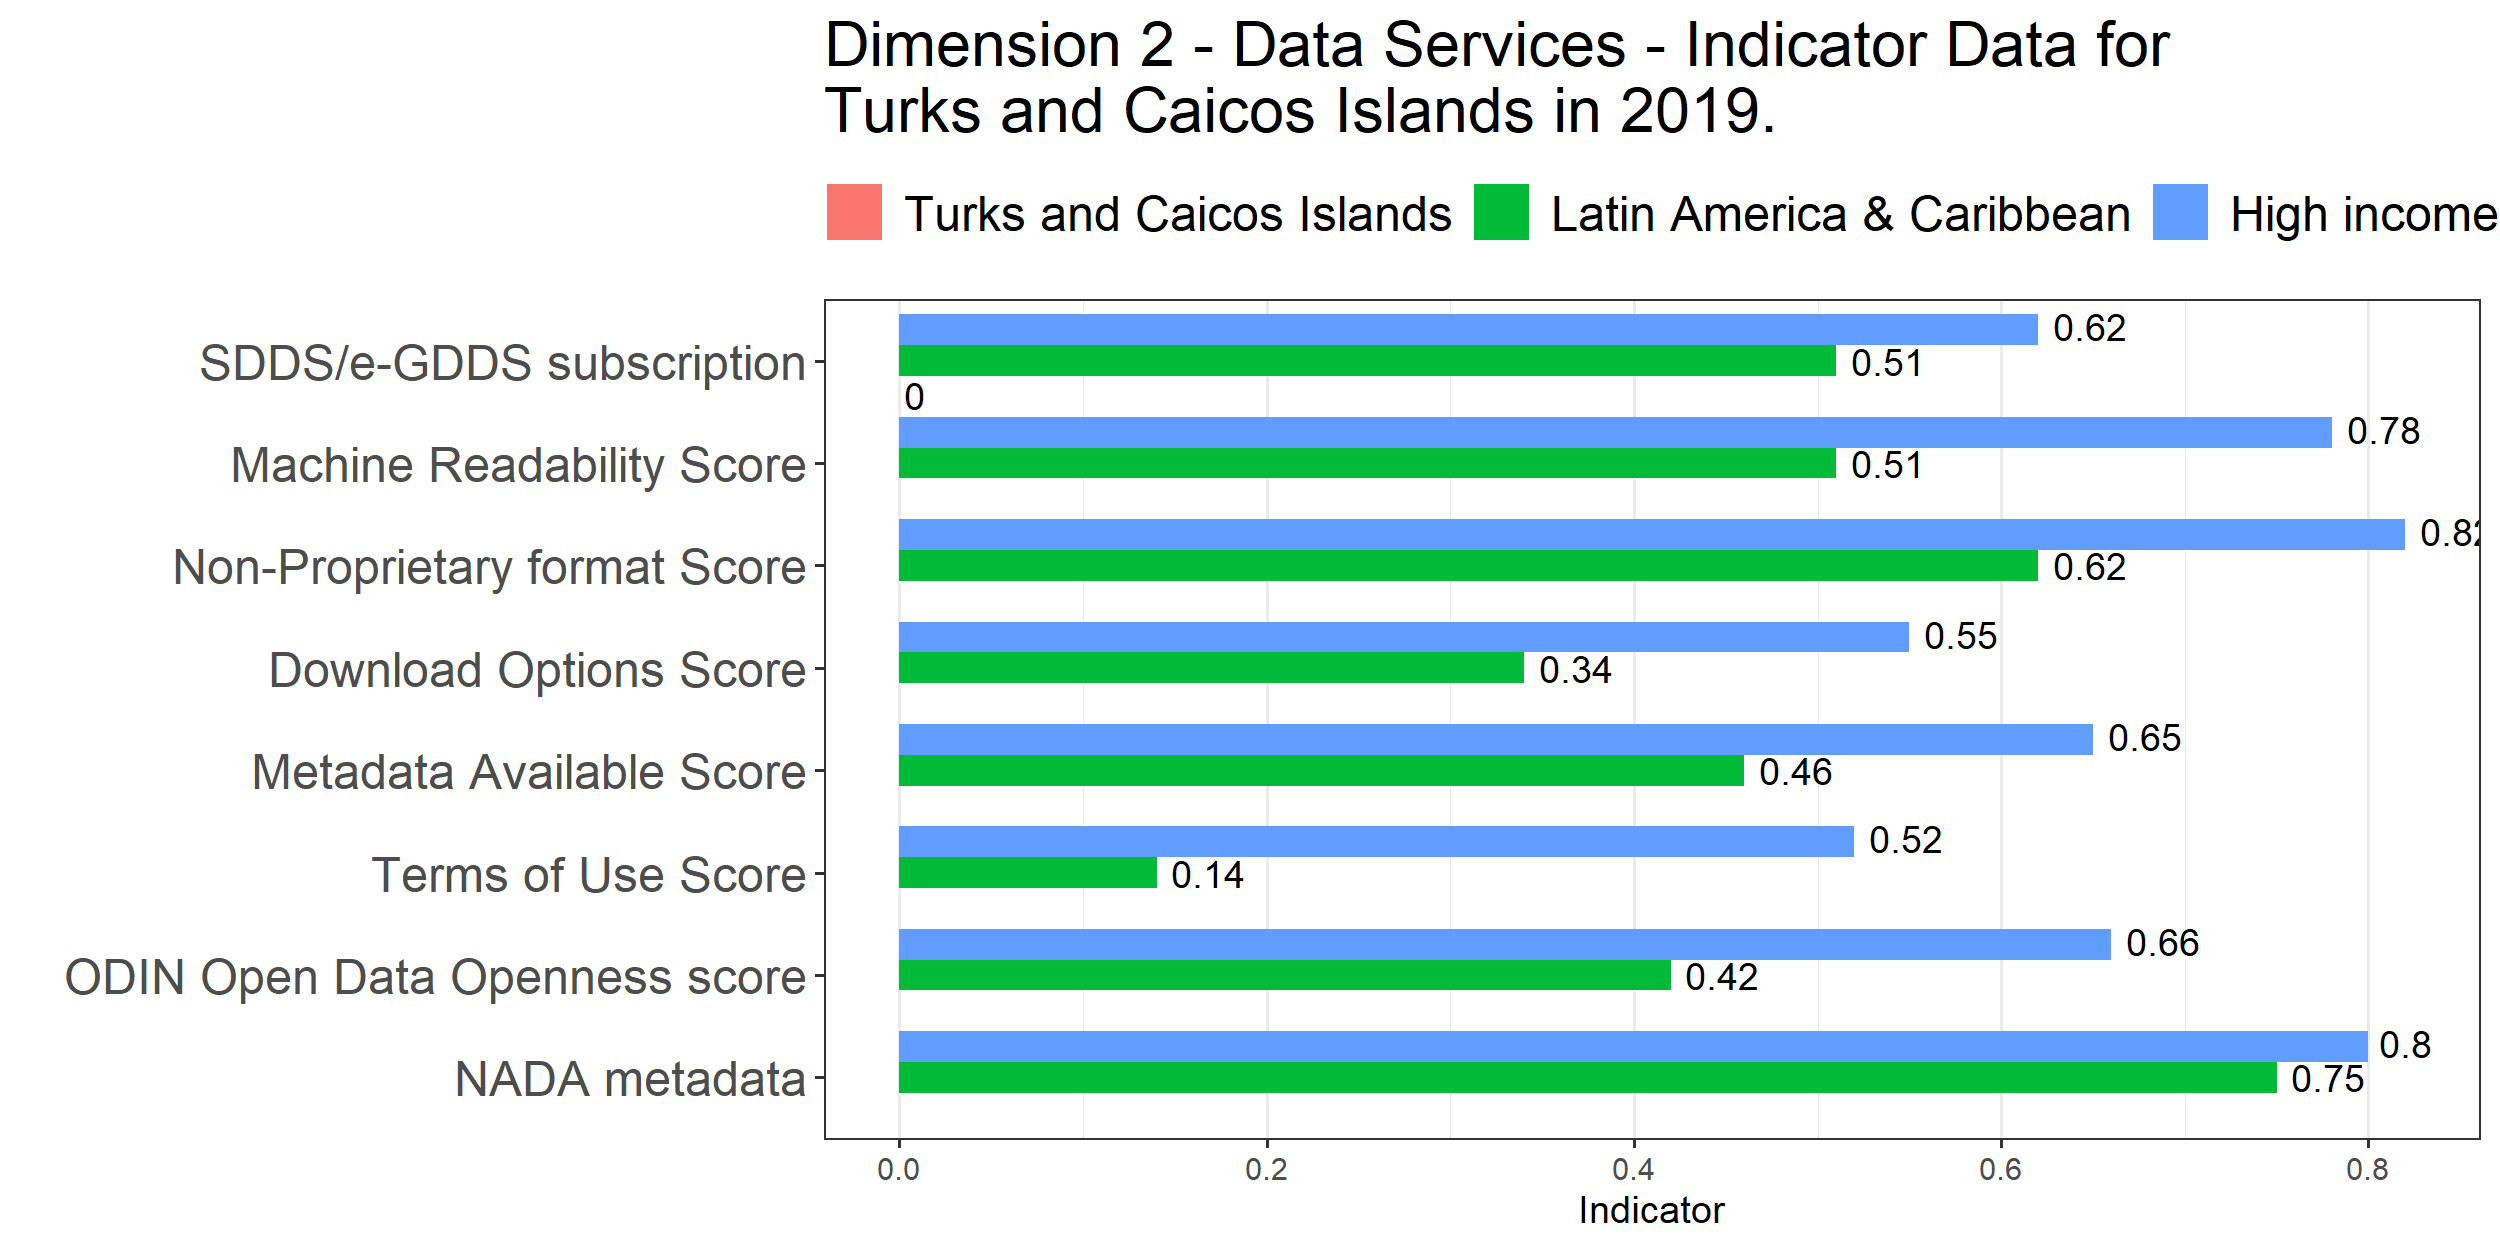 Dimension 2 - Data Services - Indicator Data for
Turks and Caicos Islands in 2019.
Turks and Caicos Islands Latin America & Caribbean High income
SDDS/e-GDDS subscription
0.62
0.51
0
Machine Readability Score
0.78
0.51
Non-Proprietary format Score
0.82
0.62
Download Options Score
0.55
0.34
Metadata Available Score
0.65
0.46
Terms of Use Score
0.52
0.14
ODIN Open Data Openness score
0.66
0.42
NADA metadata
0.8
0.75
0.0 0.2 0.4 0.6 0.8
Indicator